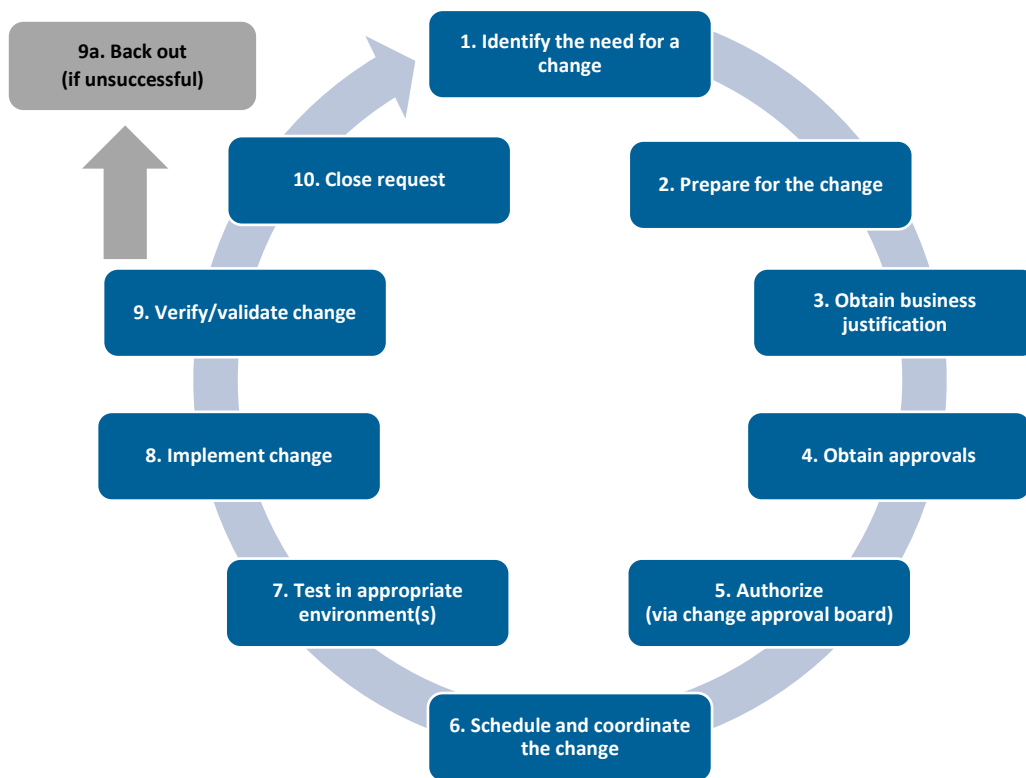 9a. Back out
(if unsuccessful)
1. Identify the need for a
change
2. Prepare for the change
3. Obtain business
justification
4. Obtain approvals
5. Authorize
(via change approval board)
6. Schedule and coordinate
the change
7. Test in appropriate
environment(s)
8. Implement change
9. Verify/validate change
10. Close request